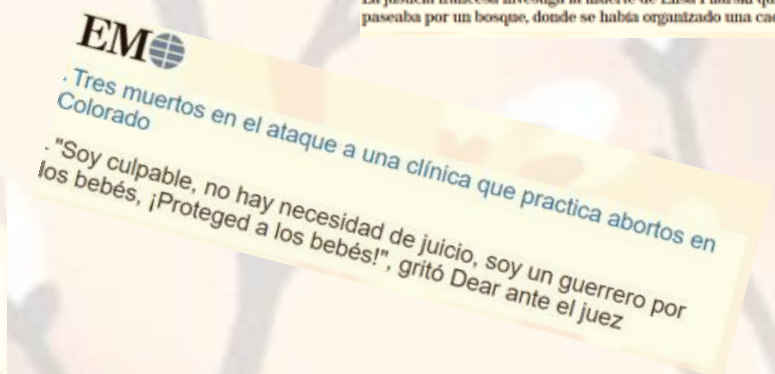 paseaba por un bosque, donde se había organizado una
EM
. Tres muertos en el ataque a una clínica que practica abortos en
Colorado
. "Soy culpable, no hay necesidad de juicio, soy un guerrero por
los bebés, ¡Proteged a los bebés!", gritó Dear ante el juez